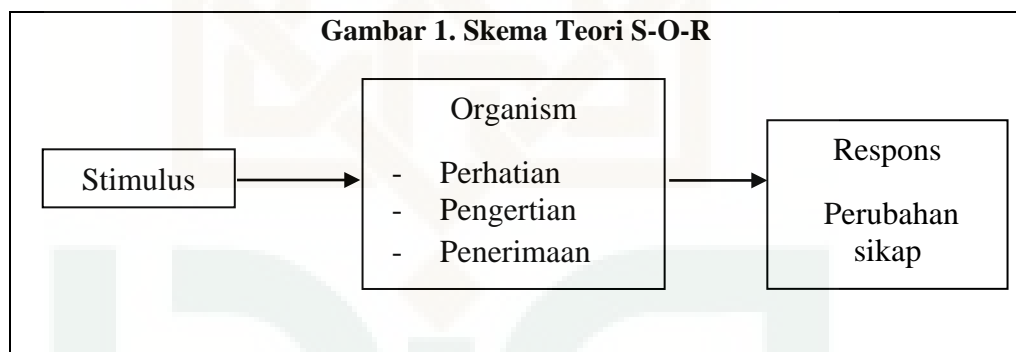 Gambar 1. Skema Teori S-O-R
Stimulus
Organism
- Perhatian
- Pengertian
- Penerimaan
Respons
Perubahan
sikap